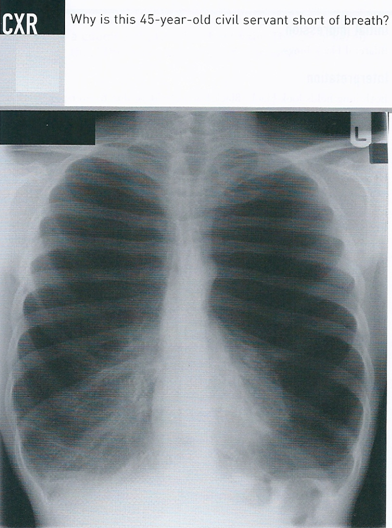 CXR
Why is this 45-year-old civil servant short of breath?
L